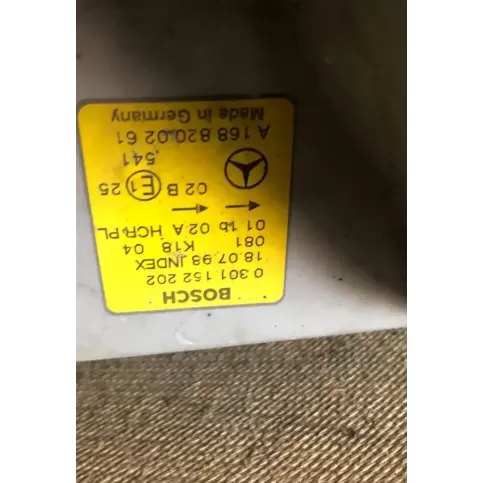 BOSCH
0 301 152 202
18.07.98 INDEX
081 K18 04
01 1b 02 A HCR PL
02 B E1 25
.541
A 168 820 02 61
Made in Germany